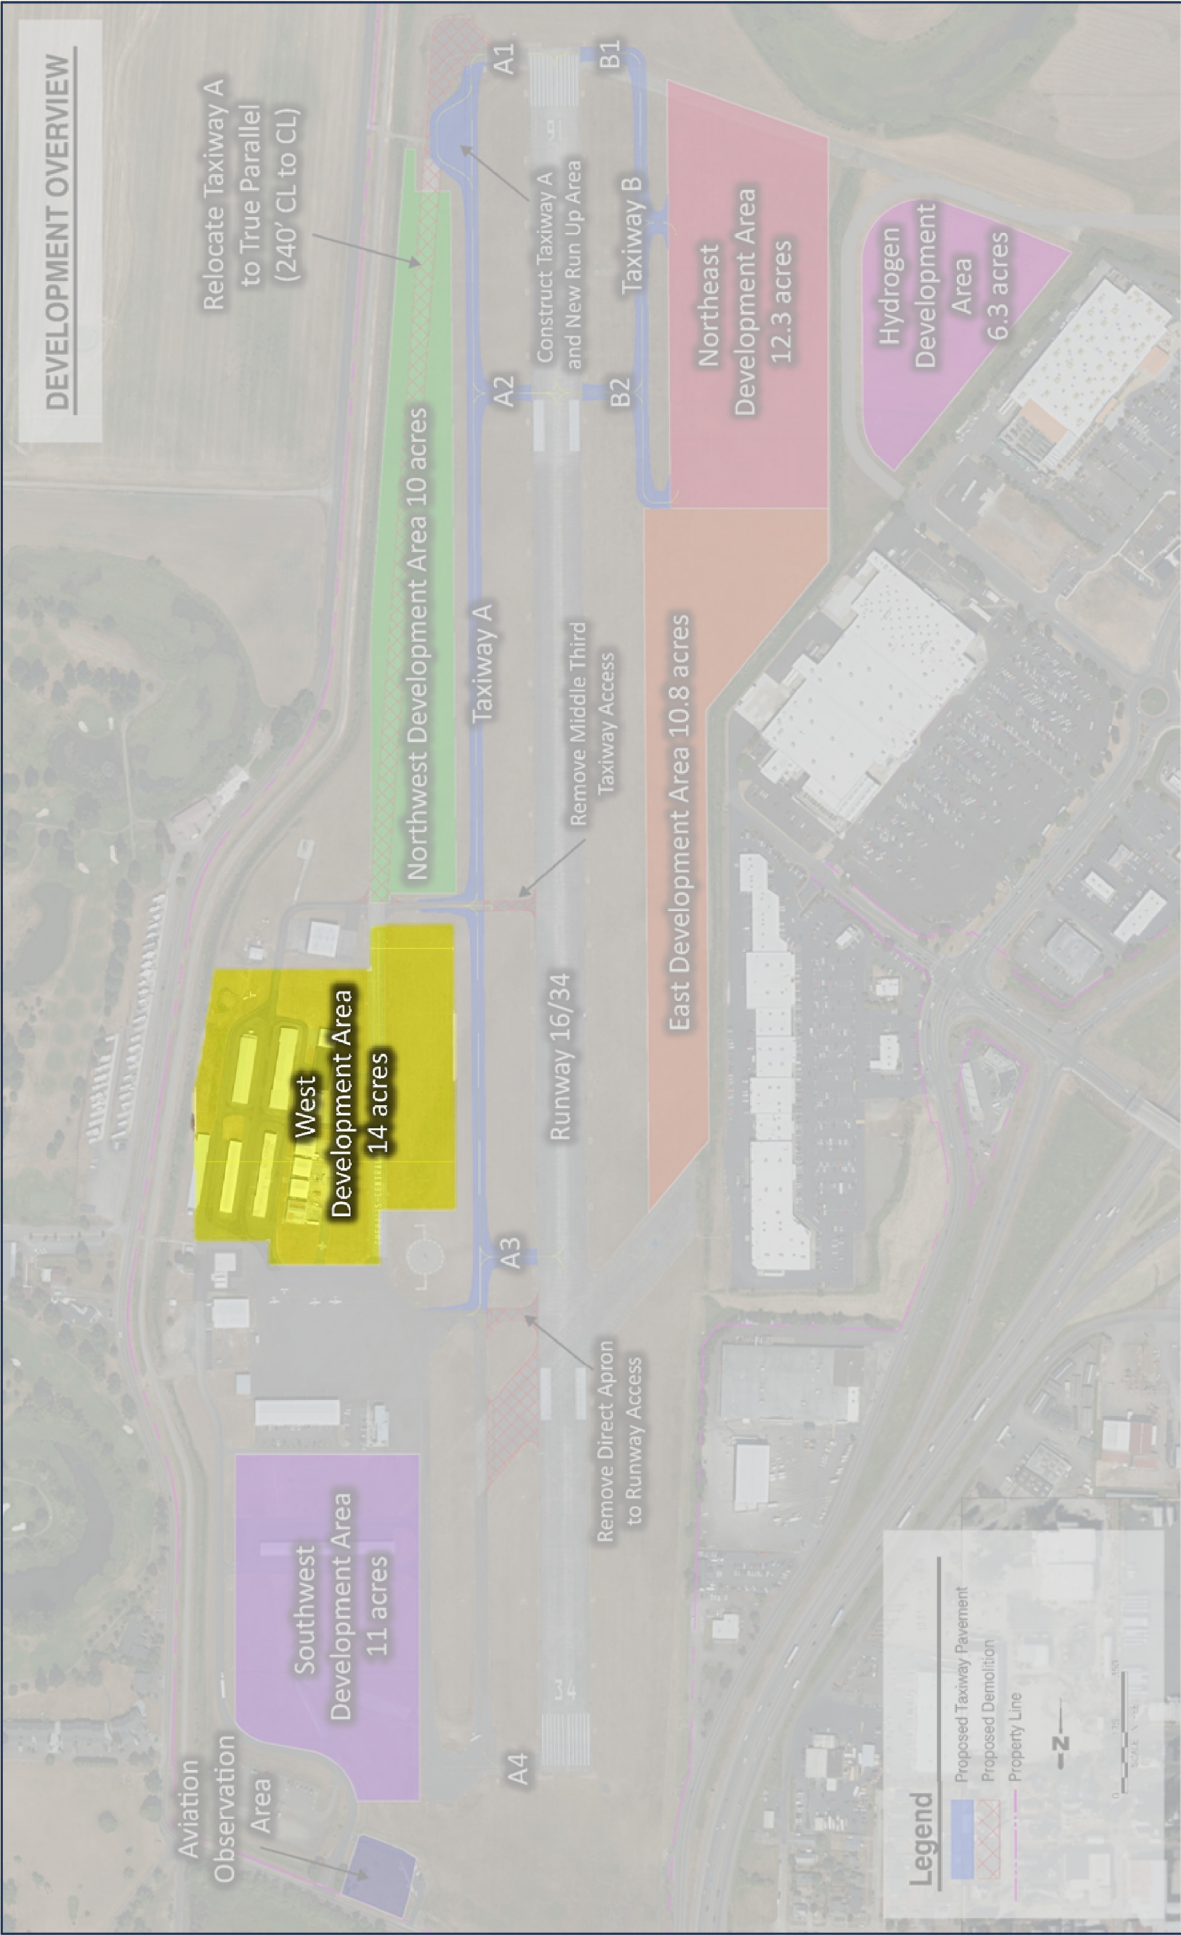 DEVELOPMENT OVERVIEW
Relocate Taxiway A
to True Parallel
(240' CL to CL)
A1
B1
Construct Taxiway A
and New Run Up Area
Taxiway B
A2
B2
Northwest Development Area 10 acres
Northeast
Development Area
12.3 acres
Hydrogen
Development
Area
6.3 acres
Taxiway A
Remove Middle Third
Taxiway Access
East Development Area 10.8 acres
West
Development Area
14 acres
Runway 16/34
A3
Remove Direct Apron
to Runway Access
Southwest
Development Area
11 acres
34
A4
Aviation
Observation
Area
Legend
Proposed Taxiway Pavement
Proposed Demolition
Property Line
N